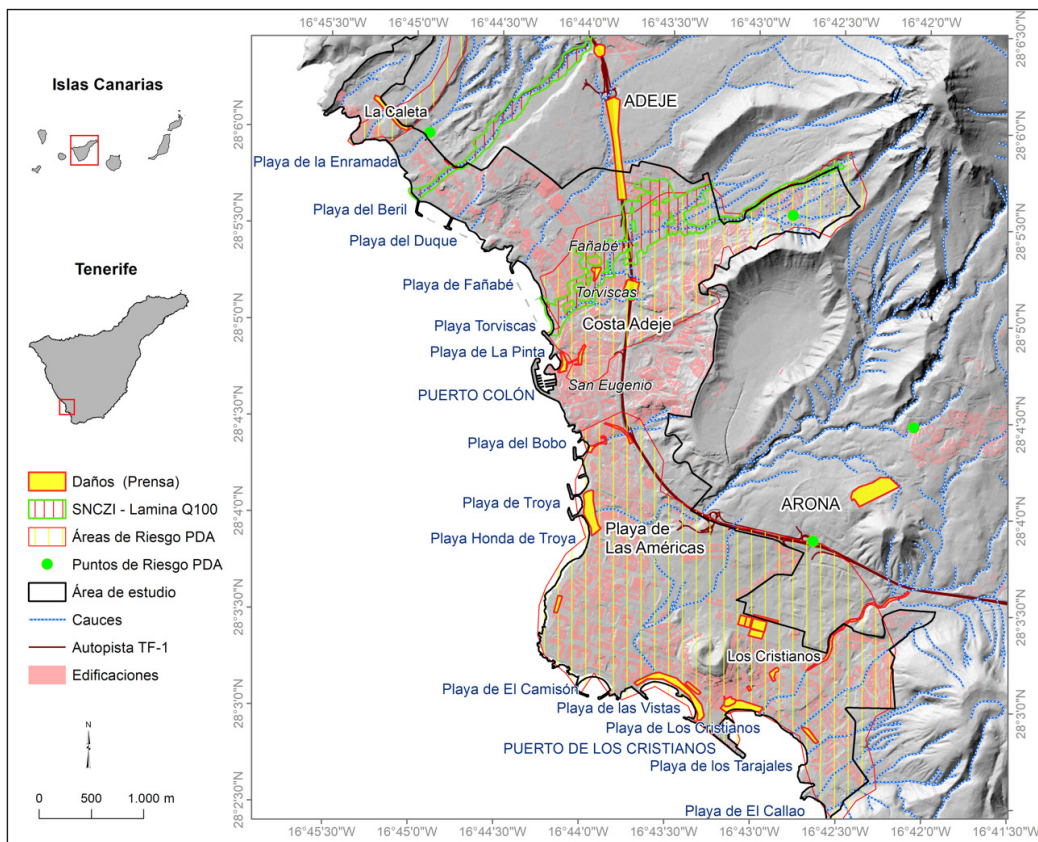 Islas Canarias
Tenerife
Daños (Prensa)
SNCZI - Lamina Q100
Áreas de Riesgo PDA
Puntos de Riesgo PDA
Área de estudio
Cauces
Autopista TF-1
Edificaciones
N
0 500 1.000 m
16°45'30"W 16°45'0"W 16°44'30"W 16°44'0"W 16°43'30"W 16°43'0"W 16°42'30"W 16°42'0"W
28°6'30"N
28°6'0"N 28°6'0"N
28°5'30"N 28°5'30"N
28°5'0"N 28°5'0"N
28°4'30"N 28°4'30"N
28°4'0"N 28°4'0"N
28°3'30"N 28°3'30"N
28°3'0"N 28°3'0"N
28°2'30"N
ADEJE
La Caleta
Playa de la Enramada
Playa del Beril
Playa del Duque
Fañabé
Playa de Fañabé
Torviscas
Playa Torviscas
Costa Adeje
Playa de La Pinta
San Eugenio
PUERTO COLÓN
Playa del Bobo
ARONA
Playa de Troya
Playa Honda de Troya
Playa de
Las Américas
Los Cristianos
Playa de El Camisón
Playa de las Vistas
Playa de Los Cristianos
PUERTO DE LOS CRISTIANOS
Playa de los Tarajales
Playa de El Callao
16°45'30"W 16°45'0"W 16°44'30"W 16°44'0"W 16°43'30"W 16°43'0"W 16°42'30"W 16°42'0"W 16°41'30"W